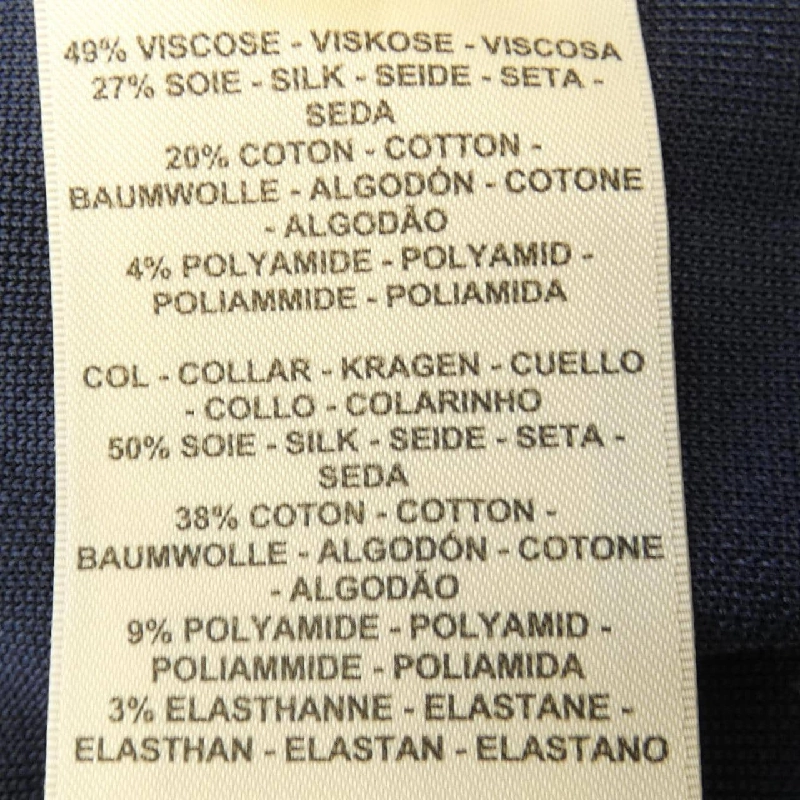 49% VISCOSE - VISKOSE - VISCOSA
27% SOIE - SILK - SEIDE - SETA -
SEDA
20% COTON - COTTON -
BAUMWOLLE - ALGODÓN - COTONE
- ALGODÃO
4% POLYAMIDE - POLYAMID -
POLIAMMIDE - POLIAMIDA
COL - COLLAR - KRAGEN - CUELLO
- COLLO - COLARINHO
50% SOIE - SILK - SEIDE - SETA -
SEDA
38% COTON - COTTON -
BAUMWOLLE - ALGODÓN - COTONE
- ALGODÃO
9% POLYAMIDE - POLYAMID -
POLIAMMIDE - POLIAMIDA
3% ELASTHANNE - ELASTANE -
ELASTHAN - ELASTAN - ELASTANO